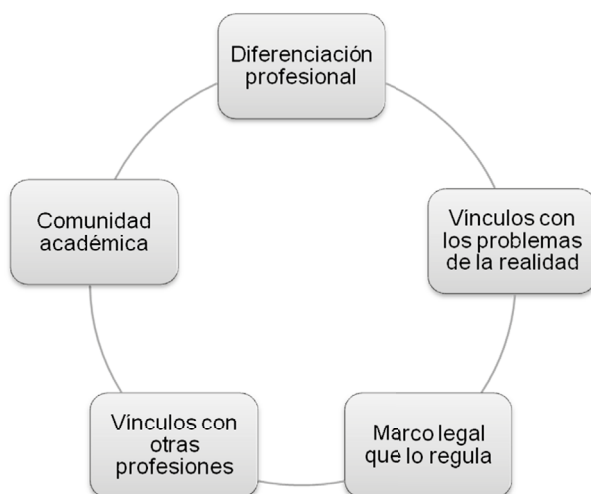 Diferenciación
profesional
Comunidad
académica
Vínculos con
los problemas
de la realidad
Vínculos con
otras
profesiones
Marco legal
que lo regula